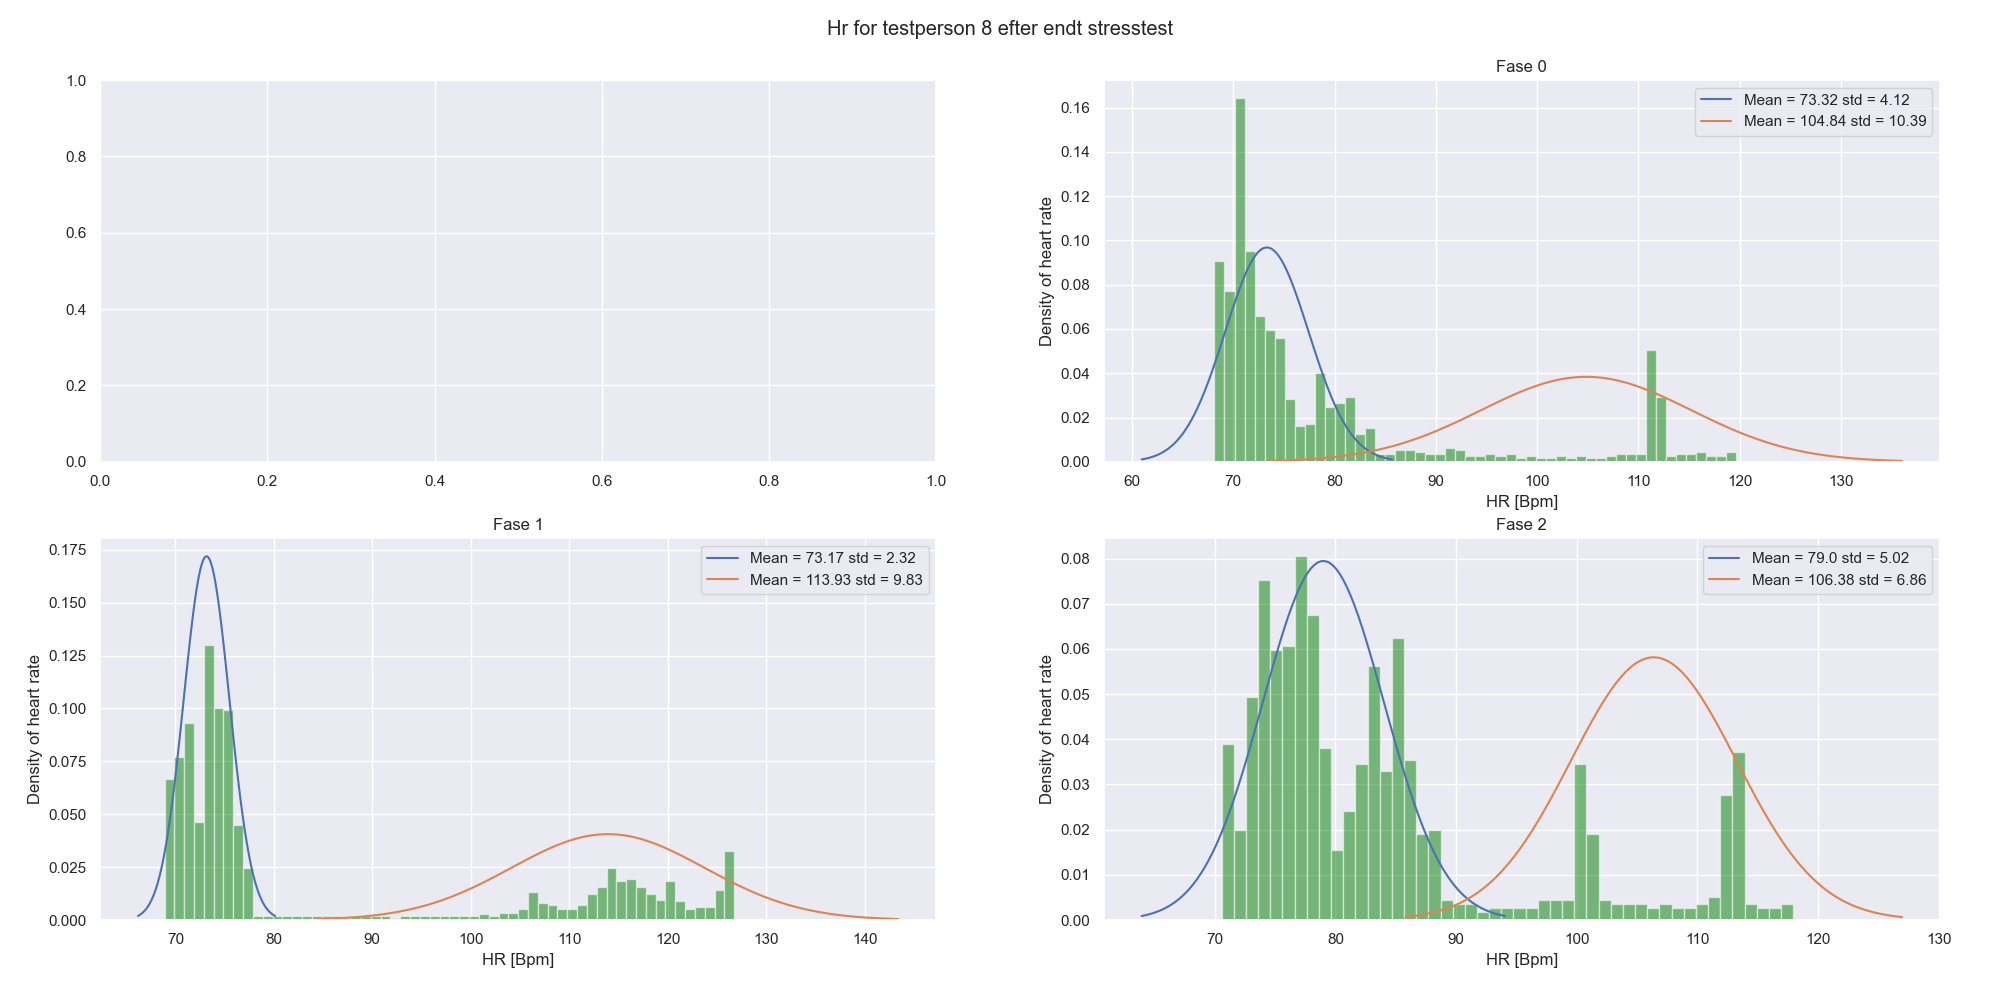 Hr for testperson 8 efter endt stresstest
1.0
0.8
0.6
0.4
0.2
0.0
0.0 0.2 0.4 0.6 0.8 1.0
Fase 0
Mean = 73.32 std = 4.12
Mean = 104.84 std = 10.39
Density of heart rate
0.16
0.14
0.12
0.10
0.08
0.06
0.04
0.02
0.00
60 70 80 90 100 110 120 130
HR [Bpm]
Fase 1
Mean = 73.17 std = 2.32
Mean = 113.93 std = 9.83
Density of heart rate
0.175
0.150
0.125
0.100
0.075
0.050
0.025
0.000
70 80 90 100 110 120 130 140
HR [Bpm]
Fase 2
Mean = 79.0 std = 5.02
Mean = 106.38 std = 6.86
Density of heart rate
0.08
0.07
0.06
0.05
0.04
0.03
0.02
0.01
0.00
70 80 90 100 110 120 130
HR [Bpm]